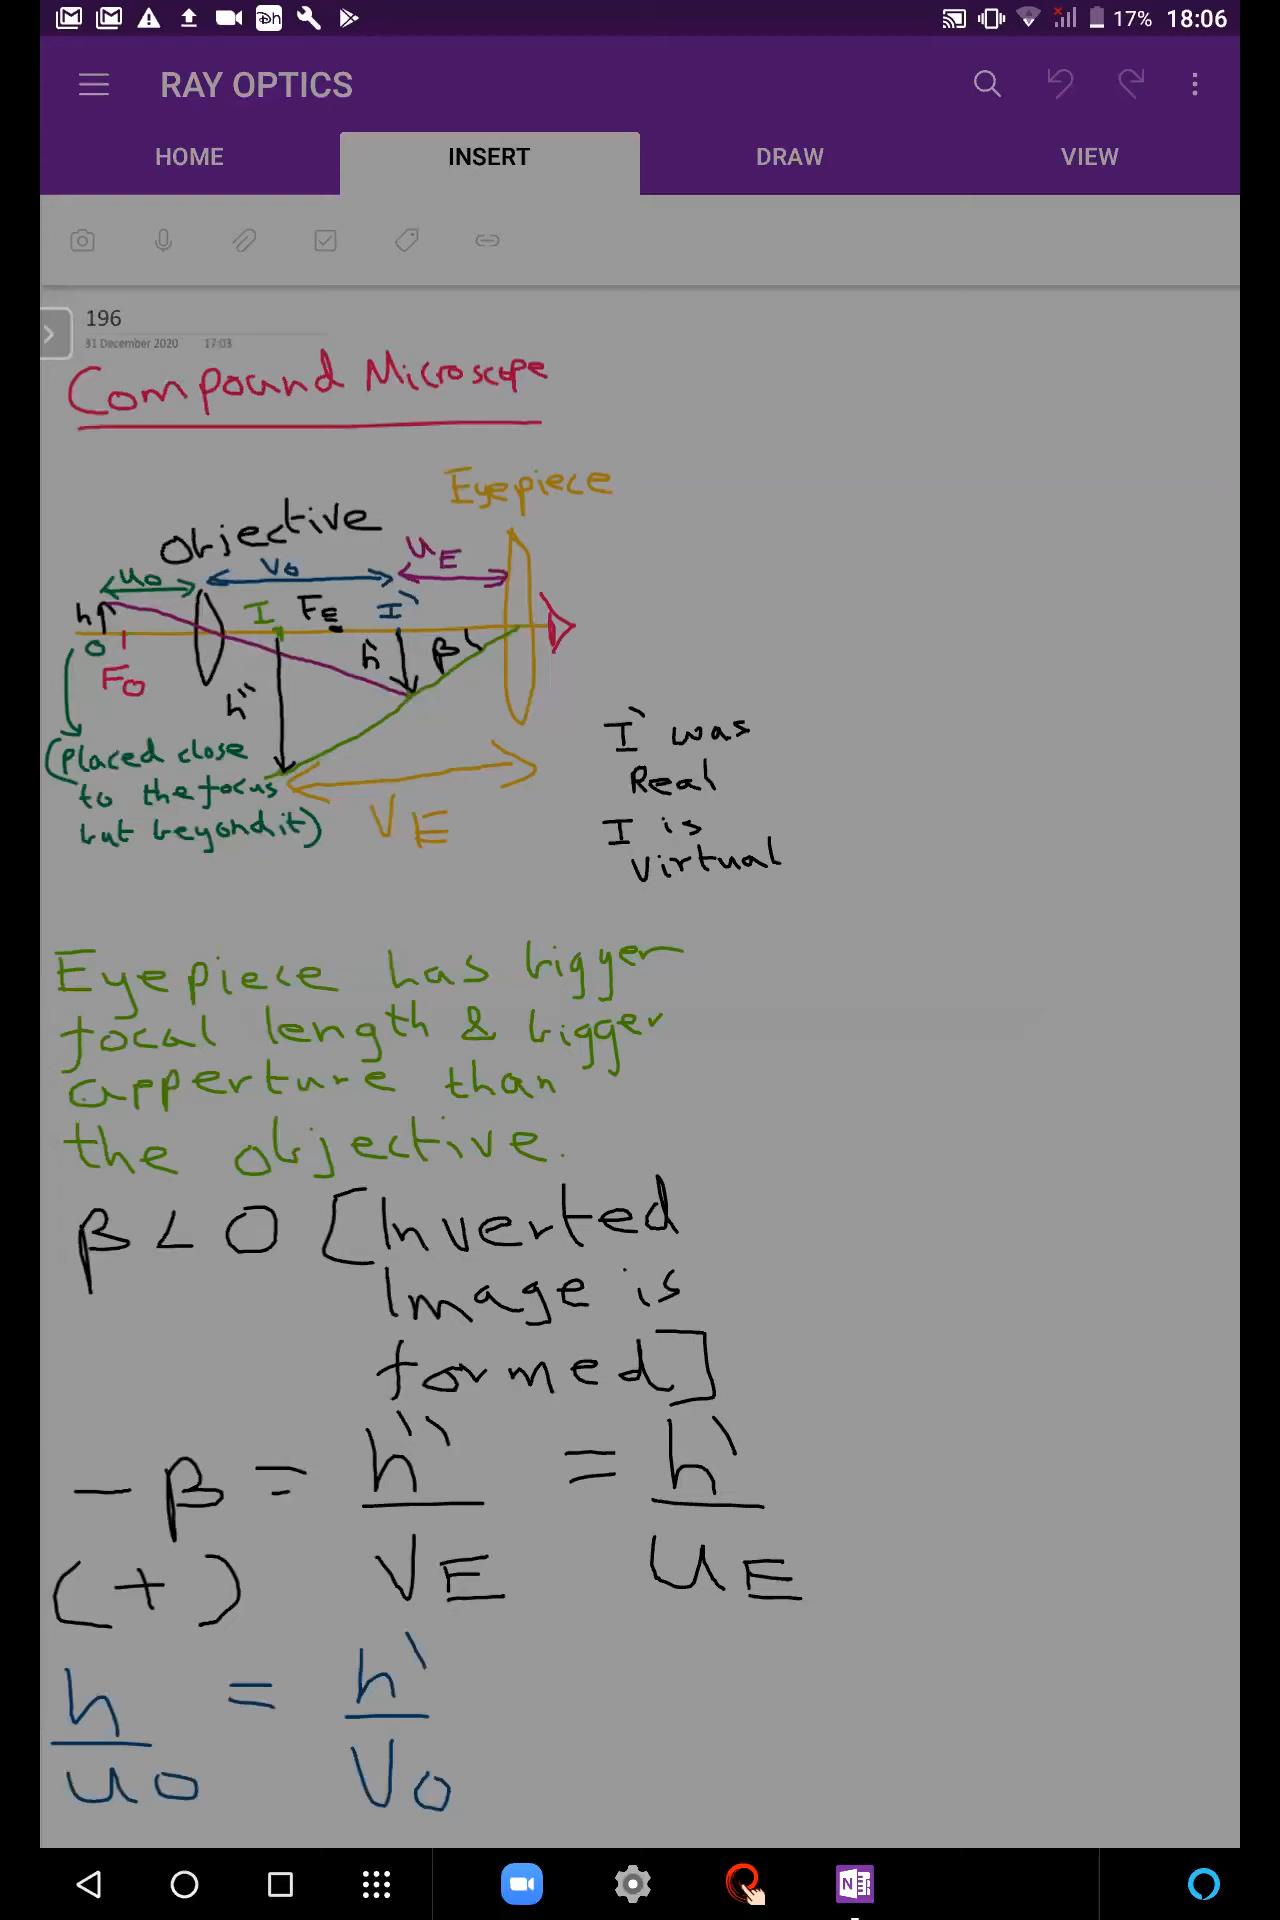 17% 18:06
RAY OPTICS
HOME INSERT DRAW VIEW
196
31 December 2020 17:03
Compound Microscope
Eyepiece
Objective
uo vo uE
h I FE I'
O h' β
Fo
h''
(placed close
to the focus
but beyond it)
VE
I' was
Real
I is
Virtual
Eyepiece has bigger
focal length & bigger
apperture than
the objective.
β < 0 [Inverted
Image is
formed]
- β = h''/VE = h'/uE
(+)
h/uo = h'/Vo